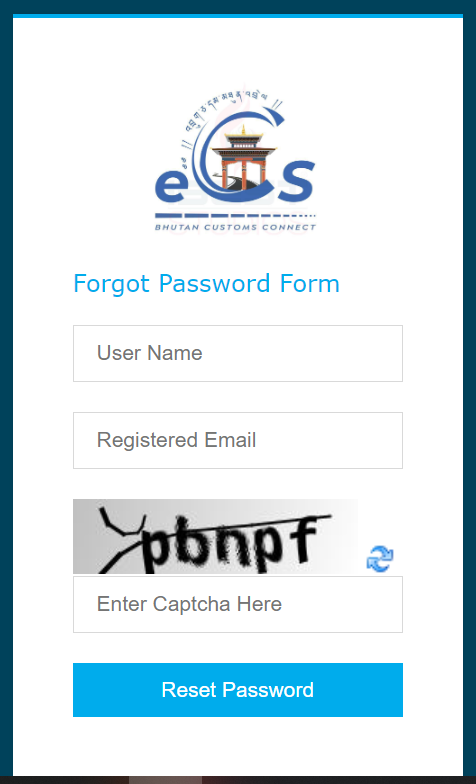 eCS
BHUTAN CUSTOMS CONNECT
Forgot Password Form
User Name
Registered Email
pbnpf
Enter Captcha Here
Reset Password